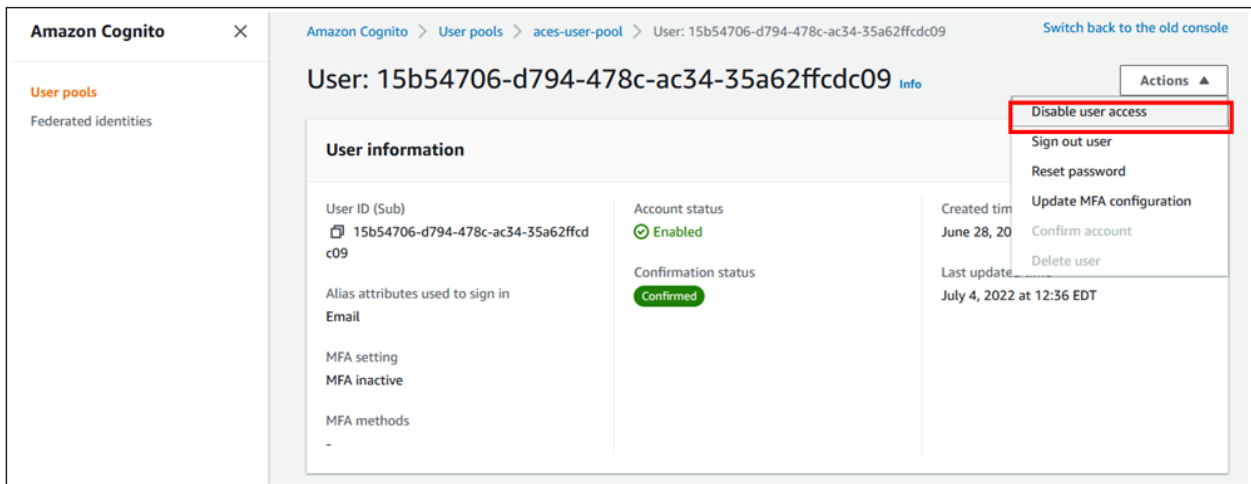 Amazon Cognito
User pools
Federated identities
Amazon Cognito > User pools > aces-user-pool > User: 15b54706-d794-478c-ac34-35a62ffcdc09
Switch back to the old console
User: 15b54706-d794-478c-ac34-35a62ffcdc09 Info
Actions
Disable user access
Sign out user
Reset password
Update MFA configuration
Confirm account
Delete user
User information
User ID (Sub)
15b54706-d794-478c-ac34-35a62ffcd
c09
Alias attributes used to sign in
Email
MFA setting
MFA inactive
MFA methods
-
Account status
Enabled
Confirmation status
Confirmed
Created tim
June 28, 20
Last update
July 4, 2022 at 12:36 EDT